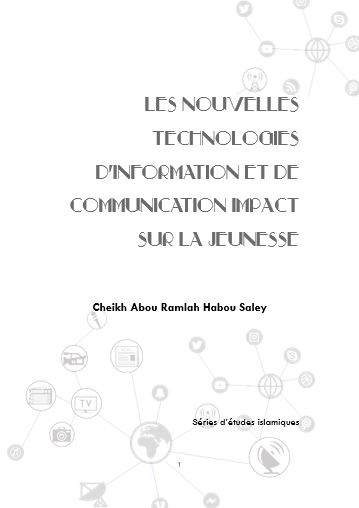 LES NOUVELLES
TECHNOLOGIES
D'INFORMATION ET DE
COMMUNICATION IMPACT
SUR LA JEUNESSE
Cheikh Abou Ramlah Habou Saley
TV
Séries d'études islamiques
1